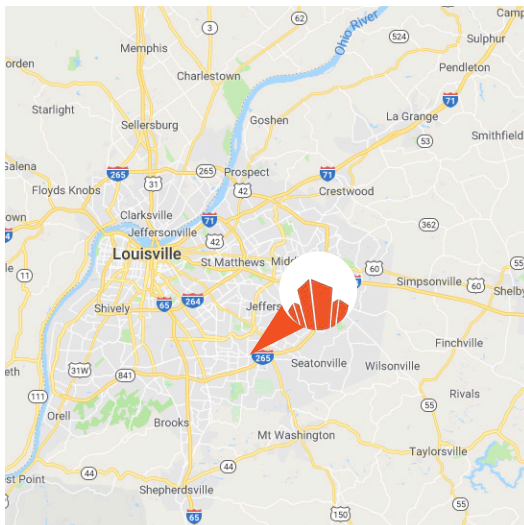 62
3
Camp
Memphis
Ohio River
524
Sulphur
orden
Charlestown
Pendleton
71
Starlight
Goshen
La Grange
Sellersburg
Smithfield
53
Galena
265
265
Prospect
71
Floyds Knobs
31
42
Crestwood
own
Clarksville
71
362
Jeffersonville
42
Louisville
St Matthews
Midd
60
11
Simpsonville
60
Shelby
Shively
65
264
Jeffers
265
Finchville
eth
31W
841
Seatonville
Wilsonville
111
Rivals
Orell
55
Brooks
Mt Washington
Taylorsville
est Point
44
44
Shepherdsville
55
65
150